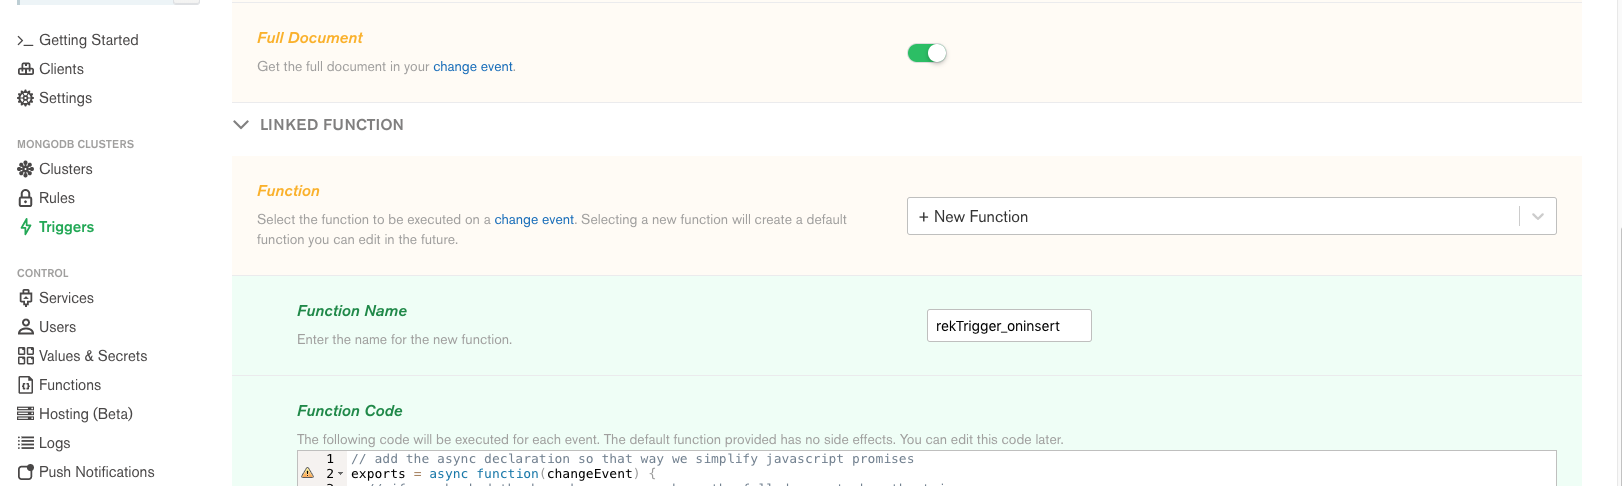 Getting Started
Clients
Settings
MONGODB CLUSTERS
Clusters
Rules
Triggers
CONTROL
Services
Users
Values & Secrets
Functions
Hosting (Beta)
Logs
Push Notifications
Full Document
Get the full document in your change event.
LINKED FUNCTION
Function
Select the function to be executed on a change event. Selecting a new function will create a default
function you can edit in the future.
+ New Function
Function Name
Enter the name for the new function.
rekTrigger_oninsert
Function Code
The following code will be executed for each event. The default function provided has no side effects. You can edit this code later.
1 // add the async declaration so that way we simplify javascript promises
2 exports = async function(changeEvent) {